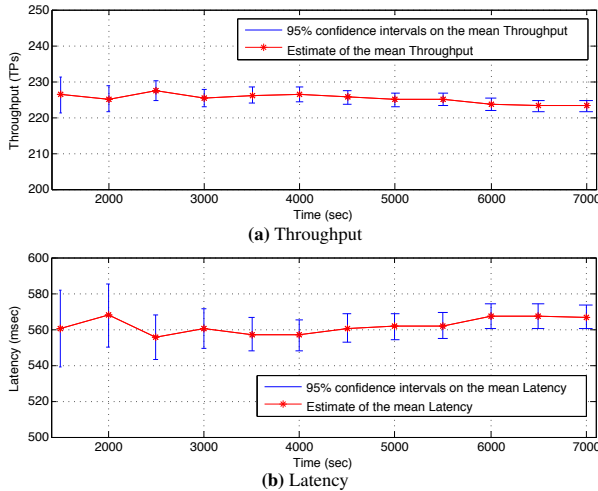 250
240
230
220
210
200
Throughput (TPs)
95% confidence intervals on the mean Throughput
Estimate of the mean Throughput
2000 3000 4000 5000 6000 7000
Time (sec)
(a) Throughput
600
580
560
540
520
500
Latency (msec)
95% confidence intervals on the mean Latency
Estimate of the mean Latency
2000 3000 4000 5000 6000 7000
Time (sec)
(b) Latency